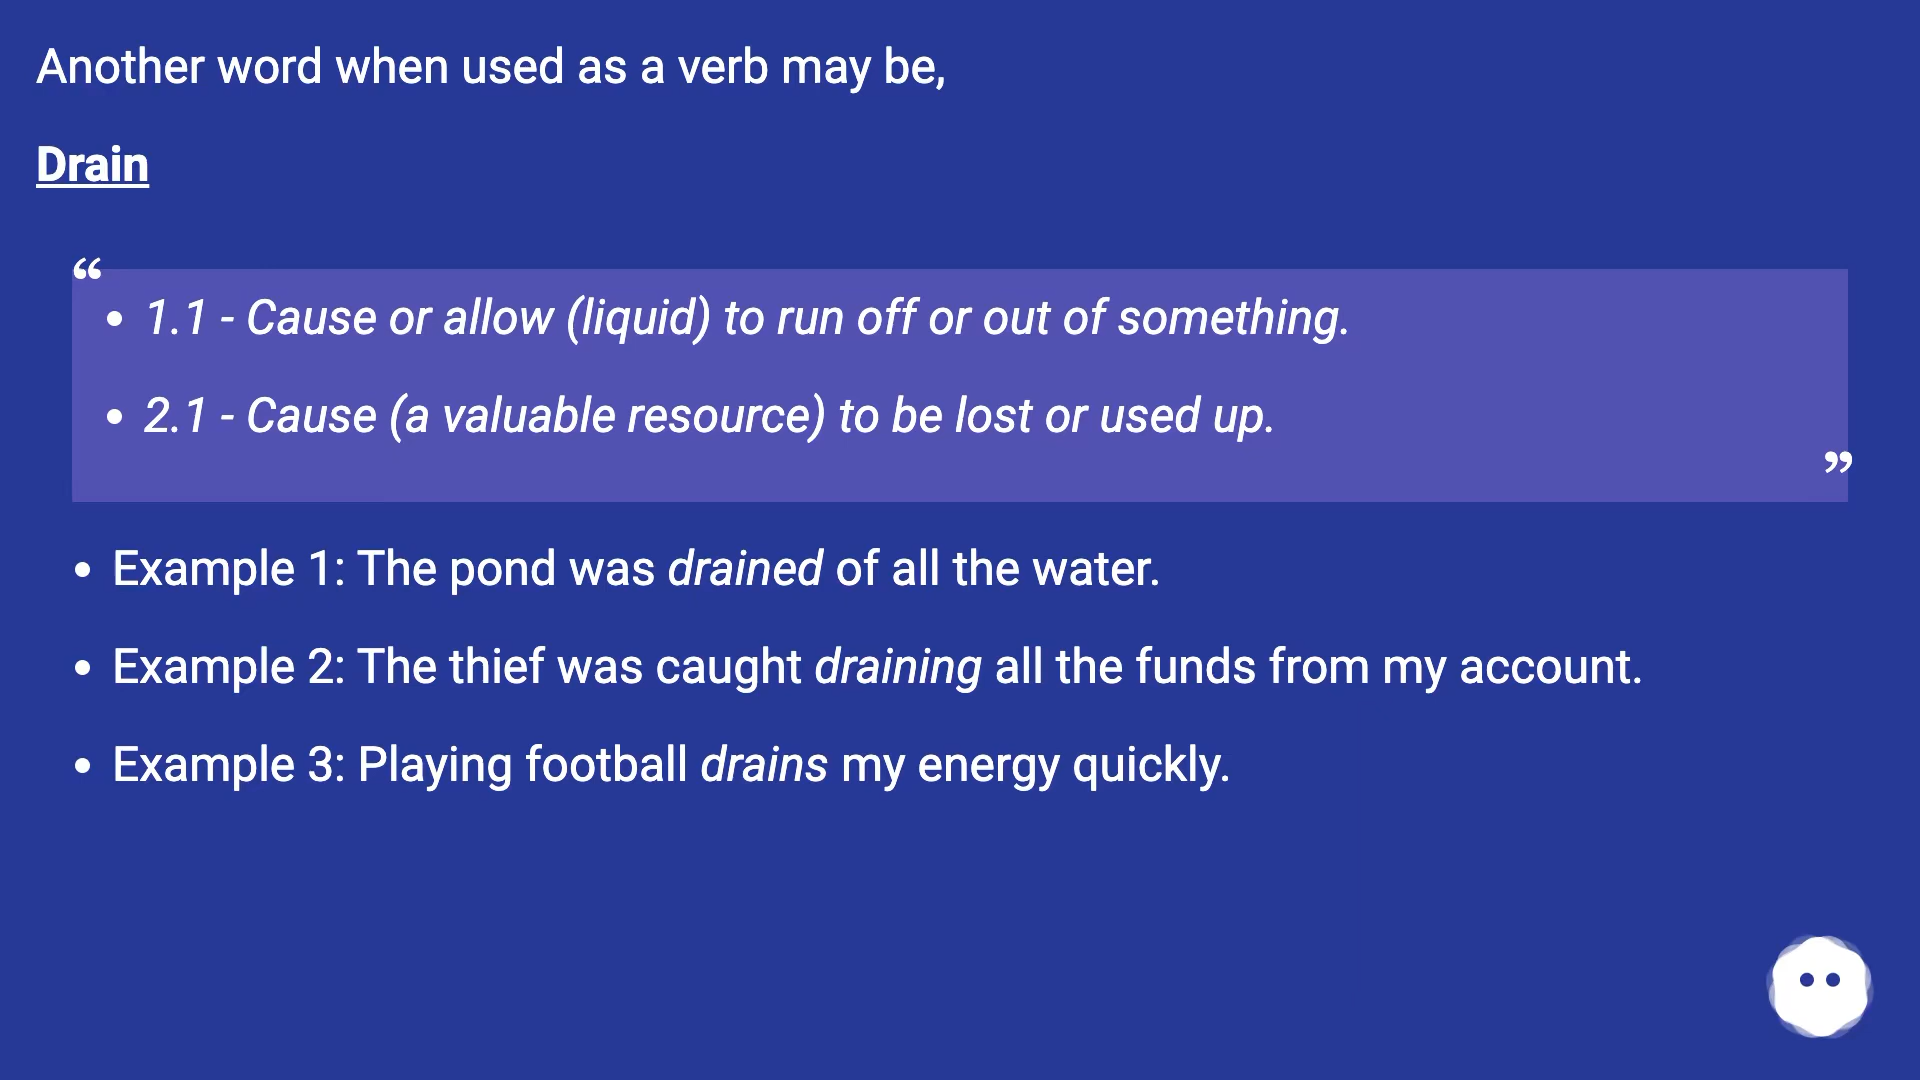 Another word when used as a verb may be,
Drain
“
• 1.1 - Cause or allow (liquid) to run off or out of something.
• 2.1 - Cause (a valuable resource) to be lost or used up.
”
• Example 1: The pond was drained of all the water.
• Example 2: The thief was caught draining all the funds from my account.
• Example 3: Playing football drains my energy quickly.